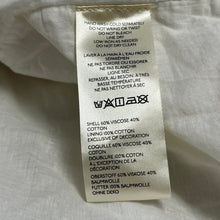 HAND WASH COLD SEPARATELY
DO NOT WRING OR TWIST
DO NOT BLEACH
LINE DRY
LOW IRON AS NEEDED
DO NOT DRY CLEAN
LAVER À LA MAIN À L'EAU FROIDE
SÉPARÉMENT
NE PAS TORDRE OU ESSORER
NE PAS BLANCHIR
LIGNE SEC
REPASSER, AU BESOIN, À TRÈS
BASSE TEMPÉRATURE
NE PAS NETTOYER À SEC
SHELL 60% VISCOSE 40%
COTTON
LINING 100% COTTON
EXCLUSIVE OF DECORATION
COQUILLE 60% VISCOSE 40%
COTON
DOUBLURE 100% COTON
À L'EXCEPTION DE LA
DÉCORATION
OBERSTOFF 60% VISKOSE 40%
BAUMWOLLE
FUTTER 100% BAUMWOLLE
OHNE DEKO